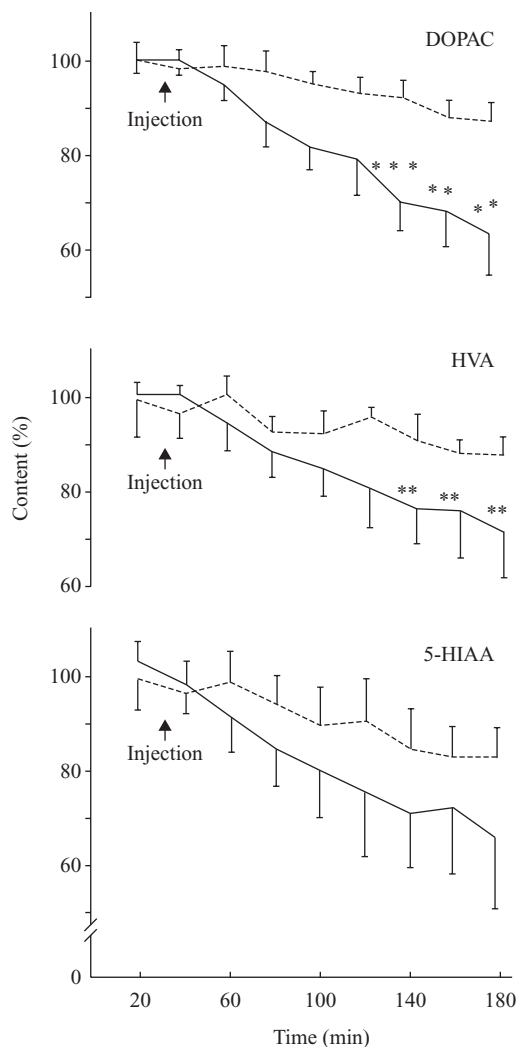 DOPAC
100
Injection
80
* * *
* *
* *
60
HVA
100
Injection
80
**
**
**
60
5-HIAA
100
Injection
80
60
0
20
60
100
140
180
Time (min)
Content (%)